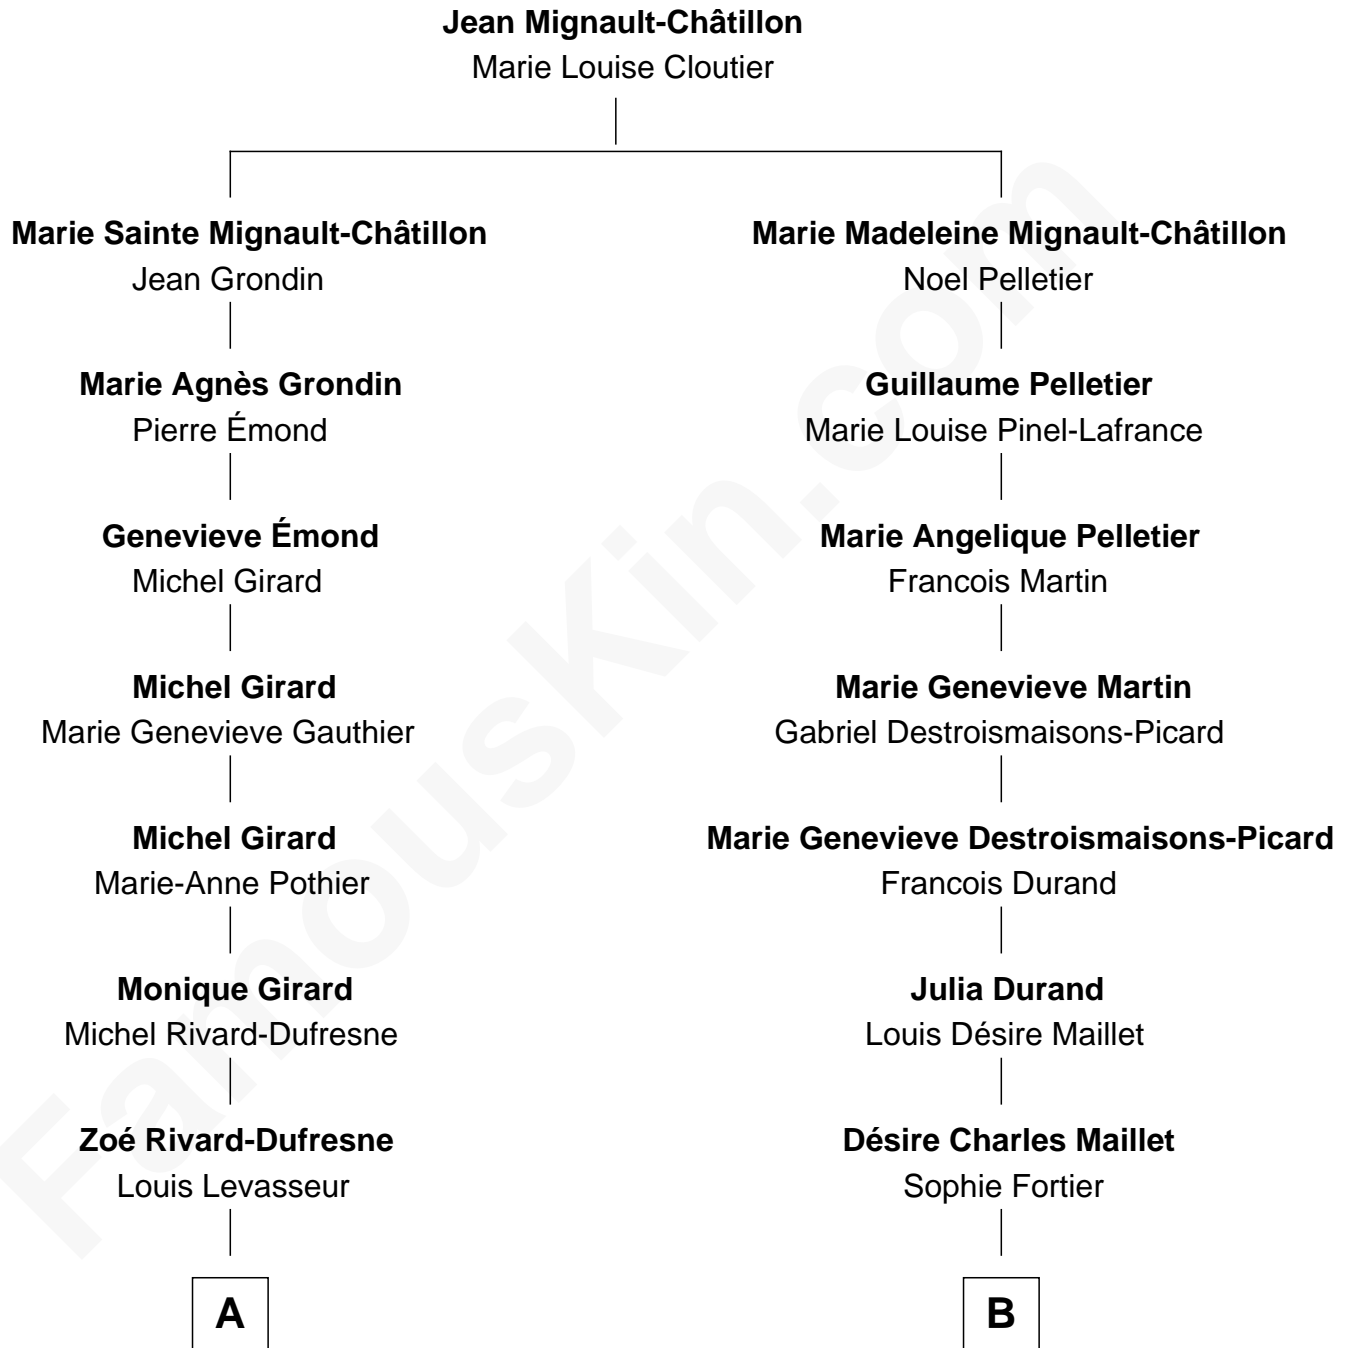 Jean Mignault-Châtillon
Marie Louise Cloutier
Marie Sainte Mignault-Châtillon
Jean Grondin
Marie Madeleine Mignault-Châtillon
Noel Pelletier
Marie Agnès Grondin
Pierre Émond
Guillaume Pelletier
Marie Louise Pinel-Lafrance
Genevieve Émond
Michel Girard
Marie Angelique Pelletier
Francois Martin
Michel Girard
Marie Genevieve Gauthier
Marie Genevieve Martin
Gabriel Destroismaisons-Picard
Michel Girard
Marie-Anne Pothier
Marie Genevieve Destroismaisons-Picard
Francois Durand
Monique Girard
Michel Rivard-Dufresne
Julia Durand
Louis Désire Maillet
Zoé Rivard-Dufresne
Louis Levasseur
Désire Charles Maillet
Sophie Fortier
A
B
FamousKin.com